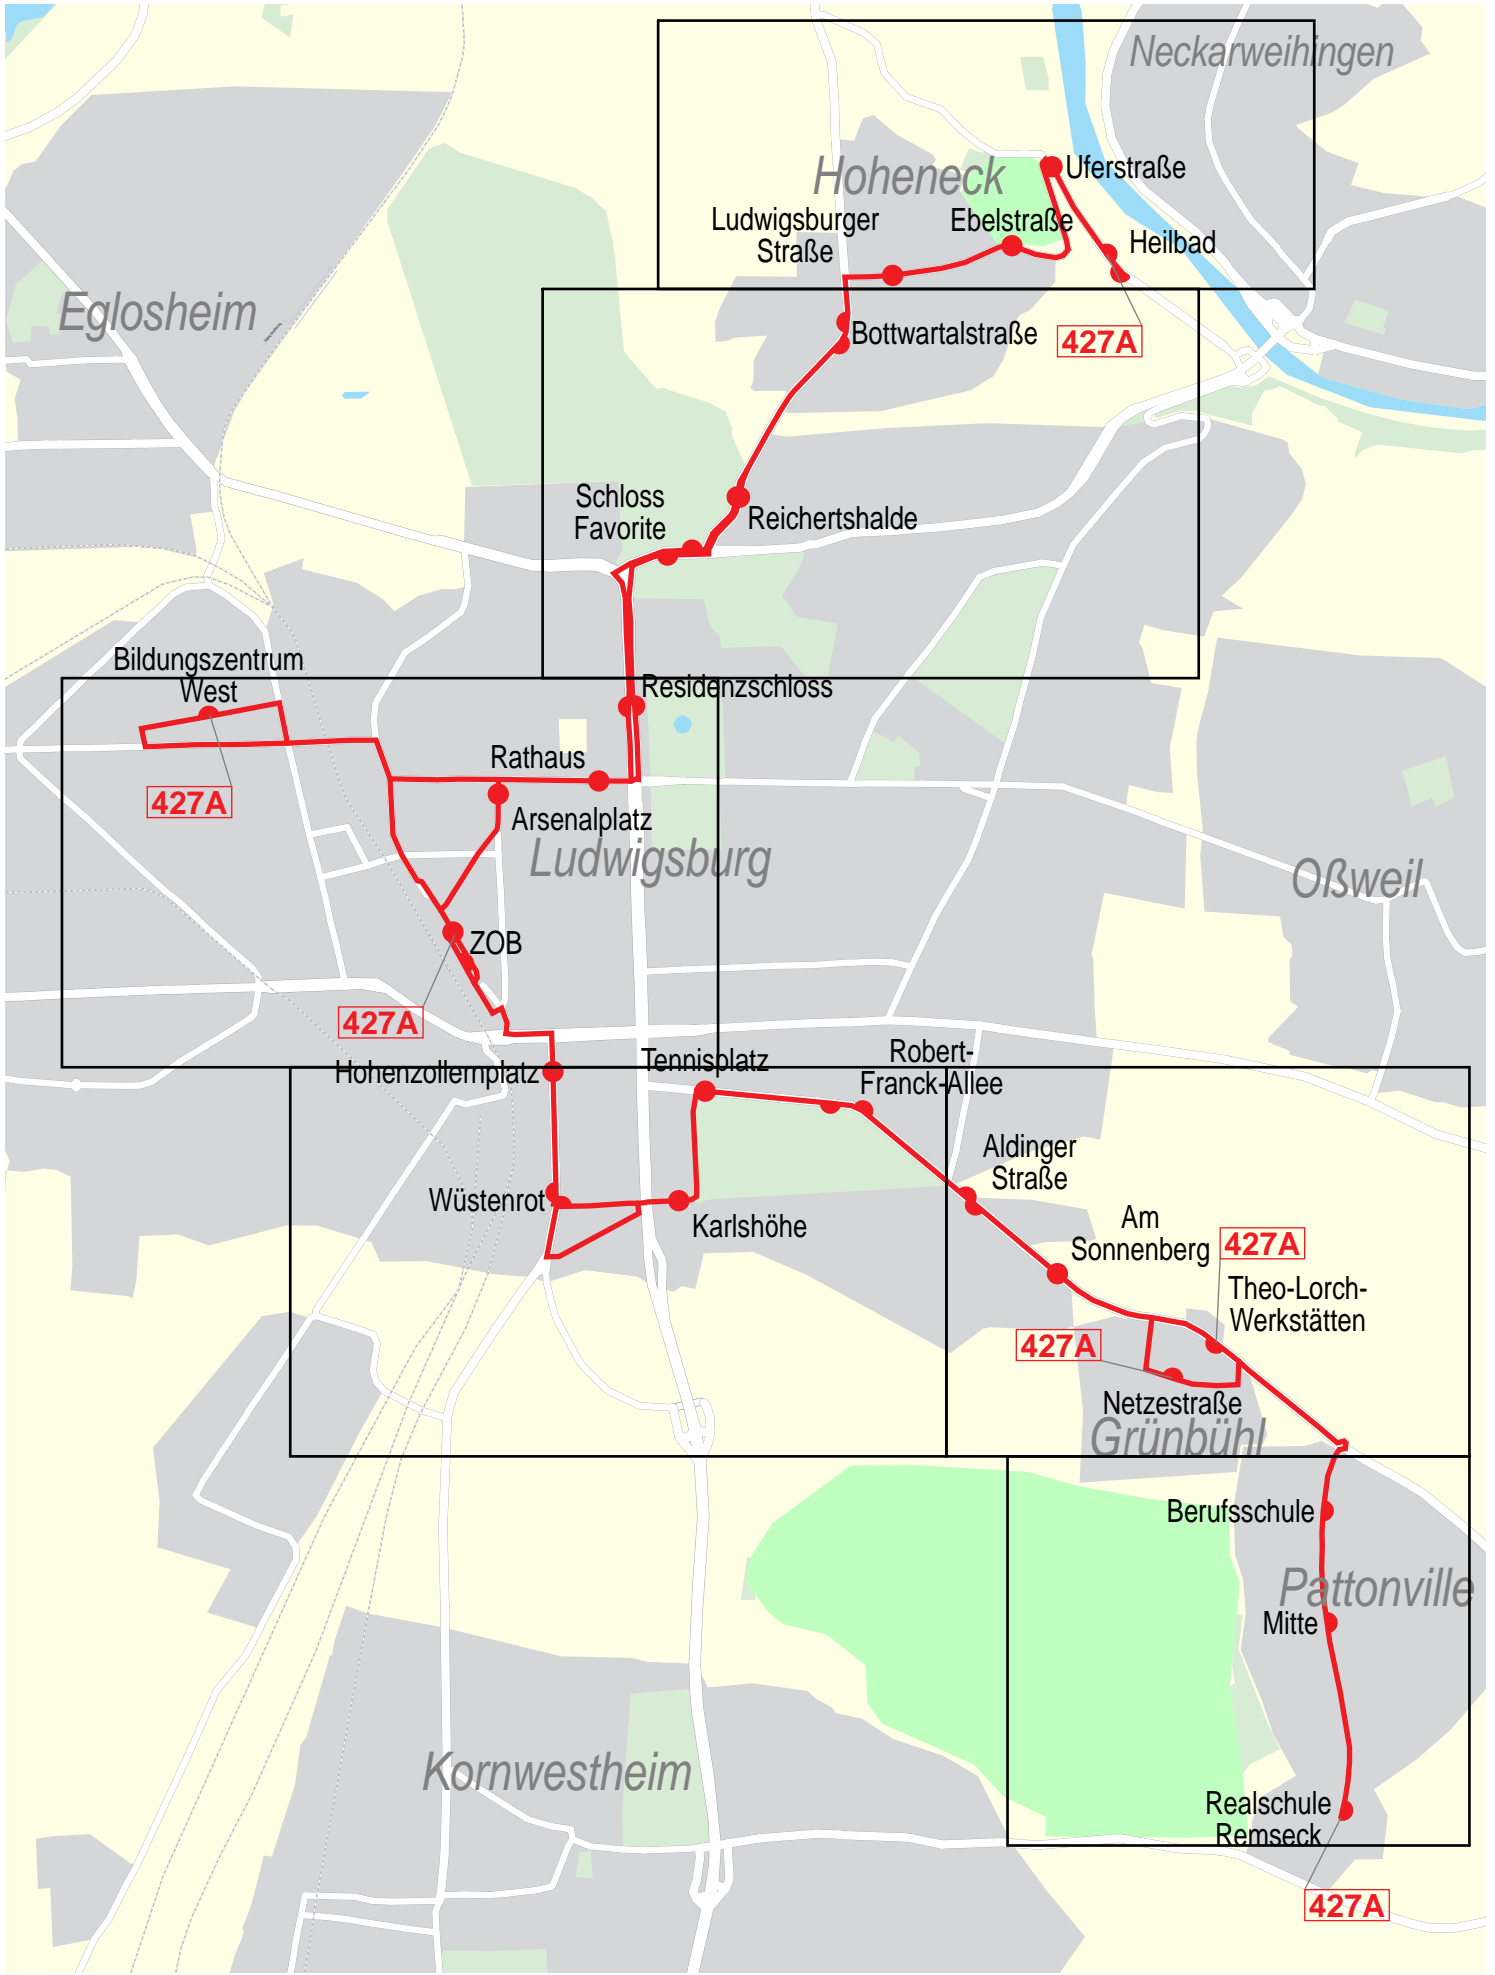 Neckarweihingen
Hoheneck
Uferstraße
Ludwigsburger
Straße
Ebelstraße
Heilbad
Eglosheim
Bottwartalstraße
427A
Schloss
Favorite
Reichertshalde
Bildungszentrum
West
Residenzschloss
Rathaus
427A
Arsenalplatz
Ludwigsburg
Oßweil
ZOB
427A
Hohenzollernplatz
Tennisplatz
Robert-
Franck-Allee
Aldinger
Straße
Wüstenrot
Karlshöhe
Am
Sonnenberg
427A
Theo-Lorch-
Werkstätten
427A
Netzestraße
Grünbühl
Berufsschule
Pattonville
Mitte
Kornwestheim
Realschule
Remseck
427A